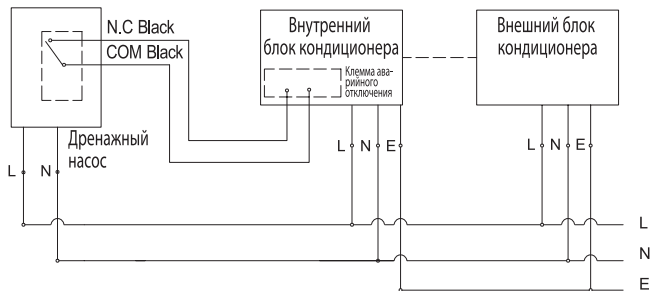 N.C Black
COM Black
Дренажный
насос
L
N
Внутренний
блок кондиционера
Клемма ава-
рийного
отключения
L
N
E
Внешний блок
кондиционера
L
N
E
L
N
E